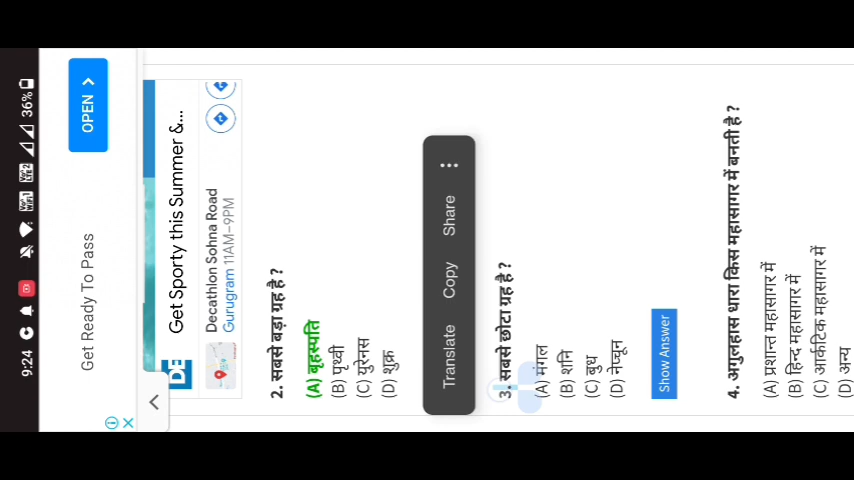 9:24
36%
Get Ready To Pass
OPEN
Get Sporty this Summer &...
Decathlon Sohna Road
Gurugram 11AM–9PM
2. सबसे बड़ा ग्रह है ?
(A) बृहस्पति
(B) पृथ्वी
(C) युरेनस
(D) शुक्र
Translate Copy Share
3. सबसे छोटा ग्रह है ?
(A) मंगल
(B) शनि
(C) बुध
(D) नेप्चून
Show Answer
4. अगुलहास धारा किस महासागर में बनती है ?
(A) प्रशान्त महासागर में
(B) हिन्द महासागर में
(C) आर्कटिक महासागर में
(D) अन्य